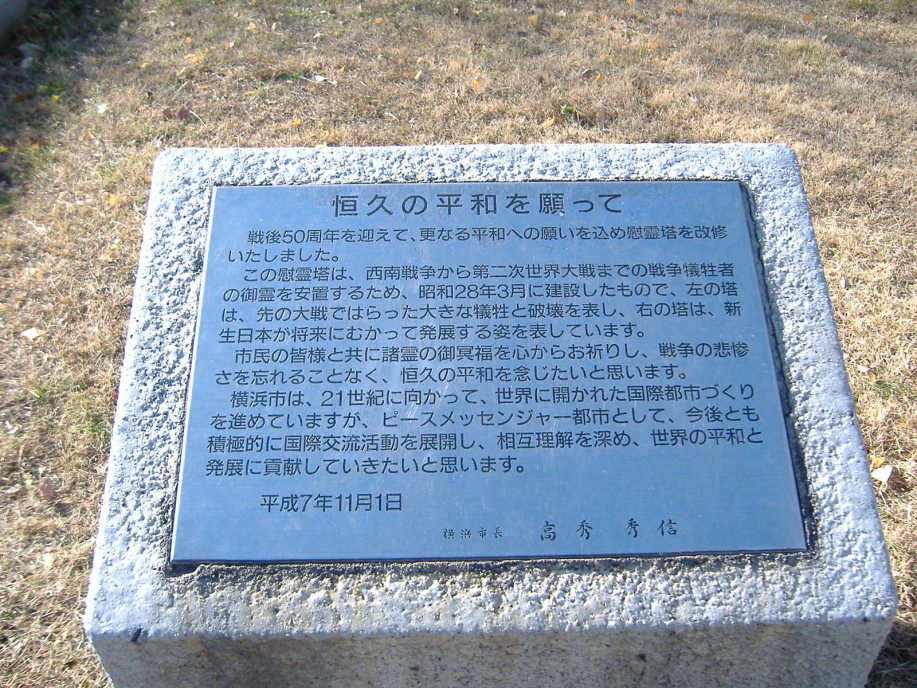 恒久の平和を願って
戦後50周年を迎えて、更なる平和への願いを込め慰霊塔を改修
いたしました。
この慰霊塔は、西南戦争から第二次世界大戦までの戦争犠牲者
の御霊を安置するため、昭和28年3月に建設したもので、左の塔
は、先の大戦ではらった大きな犠牲と破壊を表し、右の塔は、新
生日本が将来にむかって発展する姿を表しています。
市民の皆様と共に諸霊の御冥福を心からお祈りし、戦争の悲惨
さを忘れることなく、恒久の平和を念じたいと思います。
横浜市は、21世紀に向かって、世界に開かれた国際都市づくり
を進めていますが、ピースメッセンジャー都市として、今後とも
積極的に国際交流活動を展開し、相互理解を深め、世界の平和と
発展に貢献していきたいと思います。
平成7年11月1日
横浜市長 高秀秀信